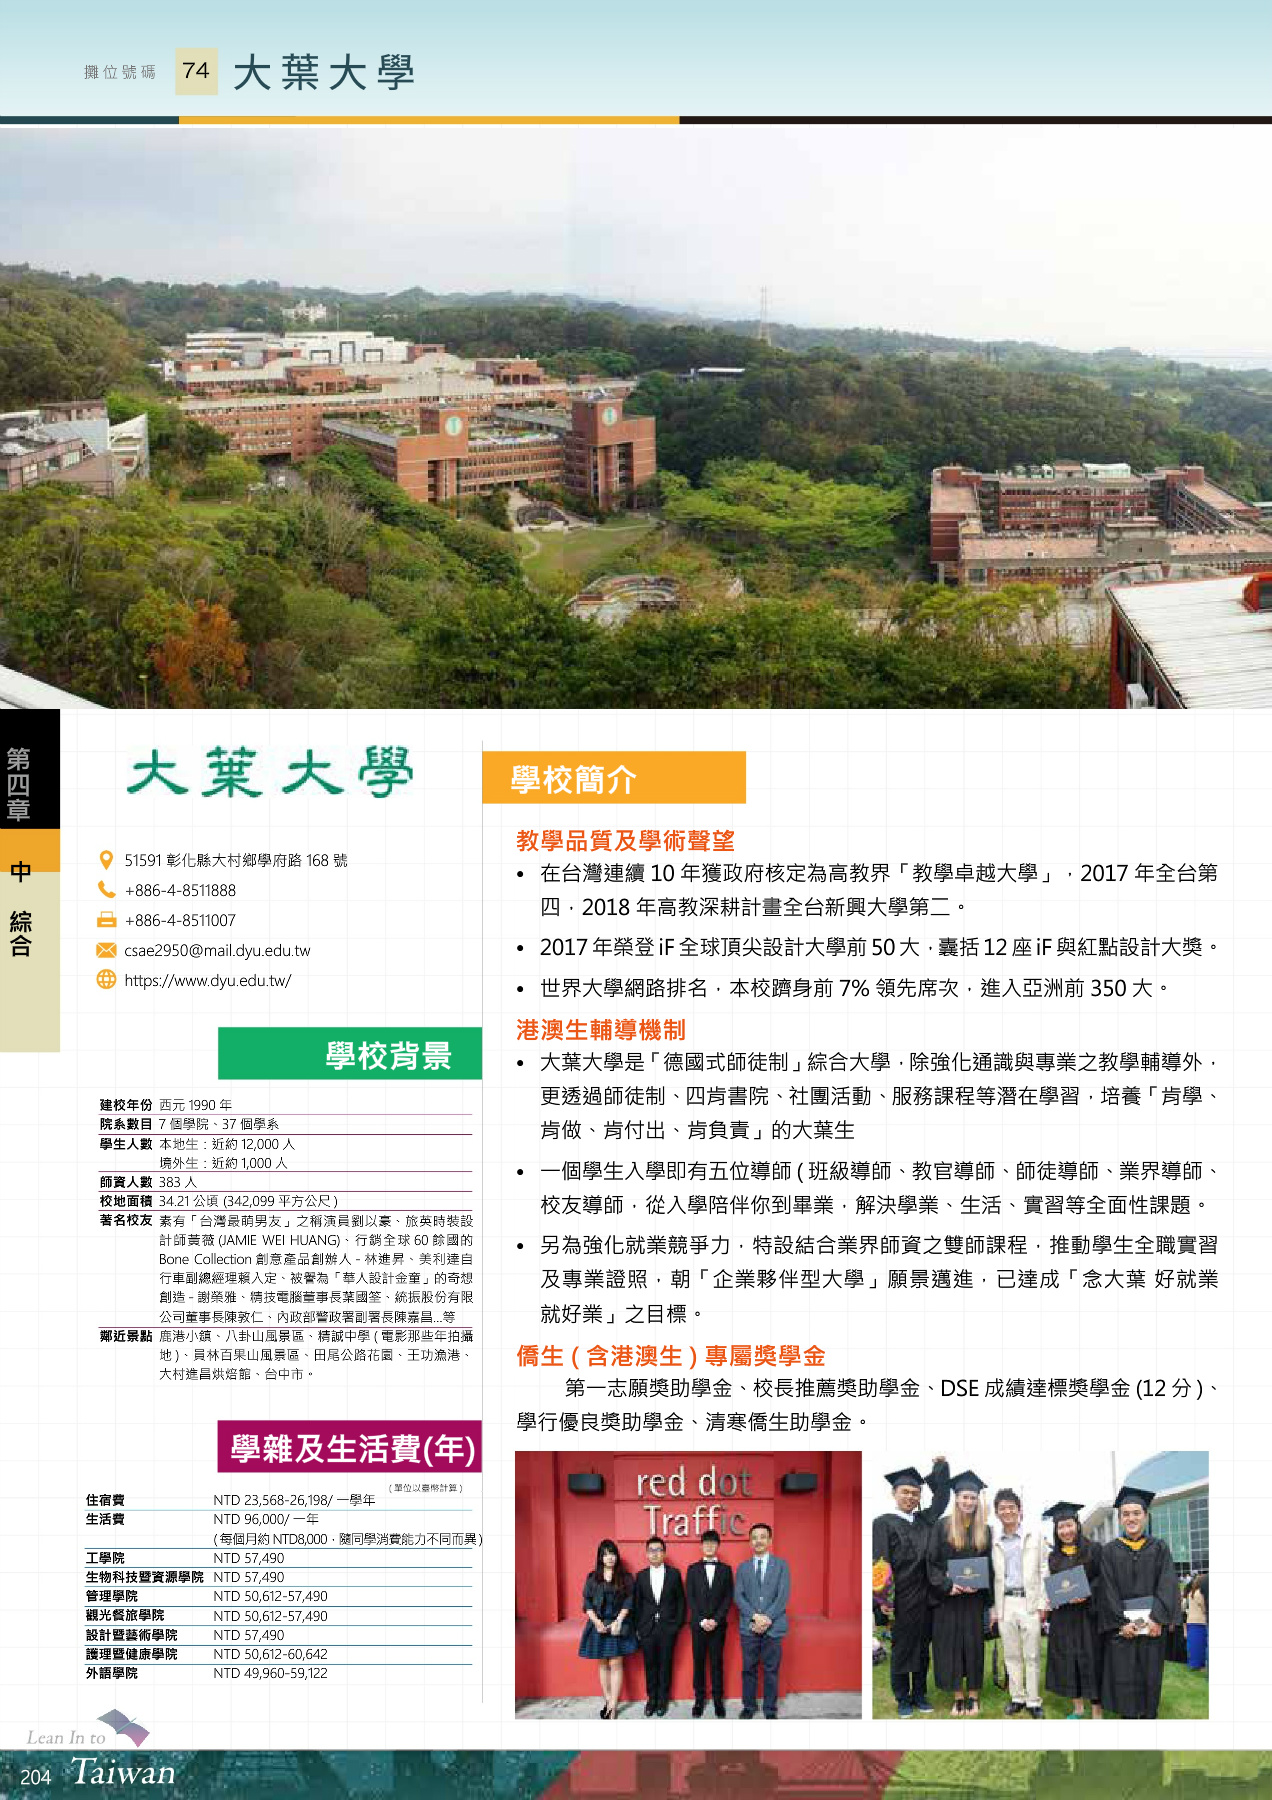 攤位號碼 74 大葉大學
第四章
中
綜合
大葉大學
51591 彰化縣大村鄉學府路 168 號
+886-4-8511888
+886-4-8511007
csae2950@mail.dyu.edu.tw
https://www.dyu.edu.tw/
學校背景
建校年份 西元 1990 年
院系數目 7 個學院、37 個學系
學生人數 本地生：近約 12,000 人
境外生：近約 1,000 人
師資人數 383 人
校地面積 34.21 公頃 (342,099 平方公尺 )
著名校友 素有「台灣最萌男友」之稱演員劉以豪、旅英時裝設
計師黃薇 (JAMIE WEI HUANG)、行銷全球 60 餘國的
Bone Collection 創意產品創辦人 - 林進昇、美利達自
行車副總經理賴入定、被譽為「華人設計金童」的奇想
創造 - 謝榮雅、精技電腦董事長葉國筌、統振股份有限
公司董事長陳敦仁、內政部警政署副署長陳嘉昌...等
鄰近景點 鹿港小鎮、八卦山風景區、精誠中學 ( 電影那些年拍攝
地 )、員林百果山風景區、田尾公路花園、王功漁港、
大村進昌烘焙館、台中市。
學雜及生活費(年)
( 單位以臺幣計算 )
住宿費 NTD 23,568-26,198/ 一學年
生活費 NTD 96,000/ 一年
( 每個月約 NTD8,000，隨同學消費能力不同而異 )
工學院 NTD 57,490
生物科技暨資源學院 NTD 57,490
管理學院 NTD 50,612-57,490
觀光餐旅學院 NTD 50,612-57,490
設計暨藝術學院 NTD 57,490
護理暨健康學院 NTD 50,612-60,642
外語學院 NTD 49,960-59,122
學校簡介
教學品質及學術聲望
• 在台灣連續 10 年獲政府核定為高教界「教學卓越大學」，2017 年全台第
四，2018 年高教深耕計畫全台新興大學第二。
• 2017 年榮登 iF 全球頂尖設計大學前 50 大，囊括 12 座 iF 與紅點設計大獎。
• 世界大學網路排名，本校躋身前 7% 領先席次，進入亞洲前 350 大。
港澳生輔導機制
• 大葉大學是「德國式師徒制」綜合大學，除強化通識與專業之教學輔導外，
更透過師徒制、四肯書院、社團活動、服務課程等潛在學習，培養「肯學、
肯做、肯付出、肯負責」的大葉生
• 一個學生入學即有五位導師 ( 班級導師、教官導師、師徒導師、業界導師、
校友導師，從入學陪伴你到畢業，解決學業、生活、實習等全面性課題。
• 另為強化就業競爭力，特設結合業界師資之雙師課程，推動學生全職實習
及專業證照，朝「企業夥伴型大學」願景邁進，已達成「念大葉 好就業
就好業」之目標。
僑生 ( 含港澳生 ) 專屬獎學金
第一志願獎助學金、校長推薦獎助學金、DSE 成績達標獎學金 (12 分 )、
學行優良獎助學金、清寒僑生助學金。
red dot
Traffic
Lean In to
204 Taiwan